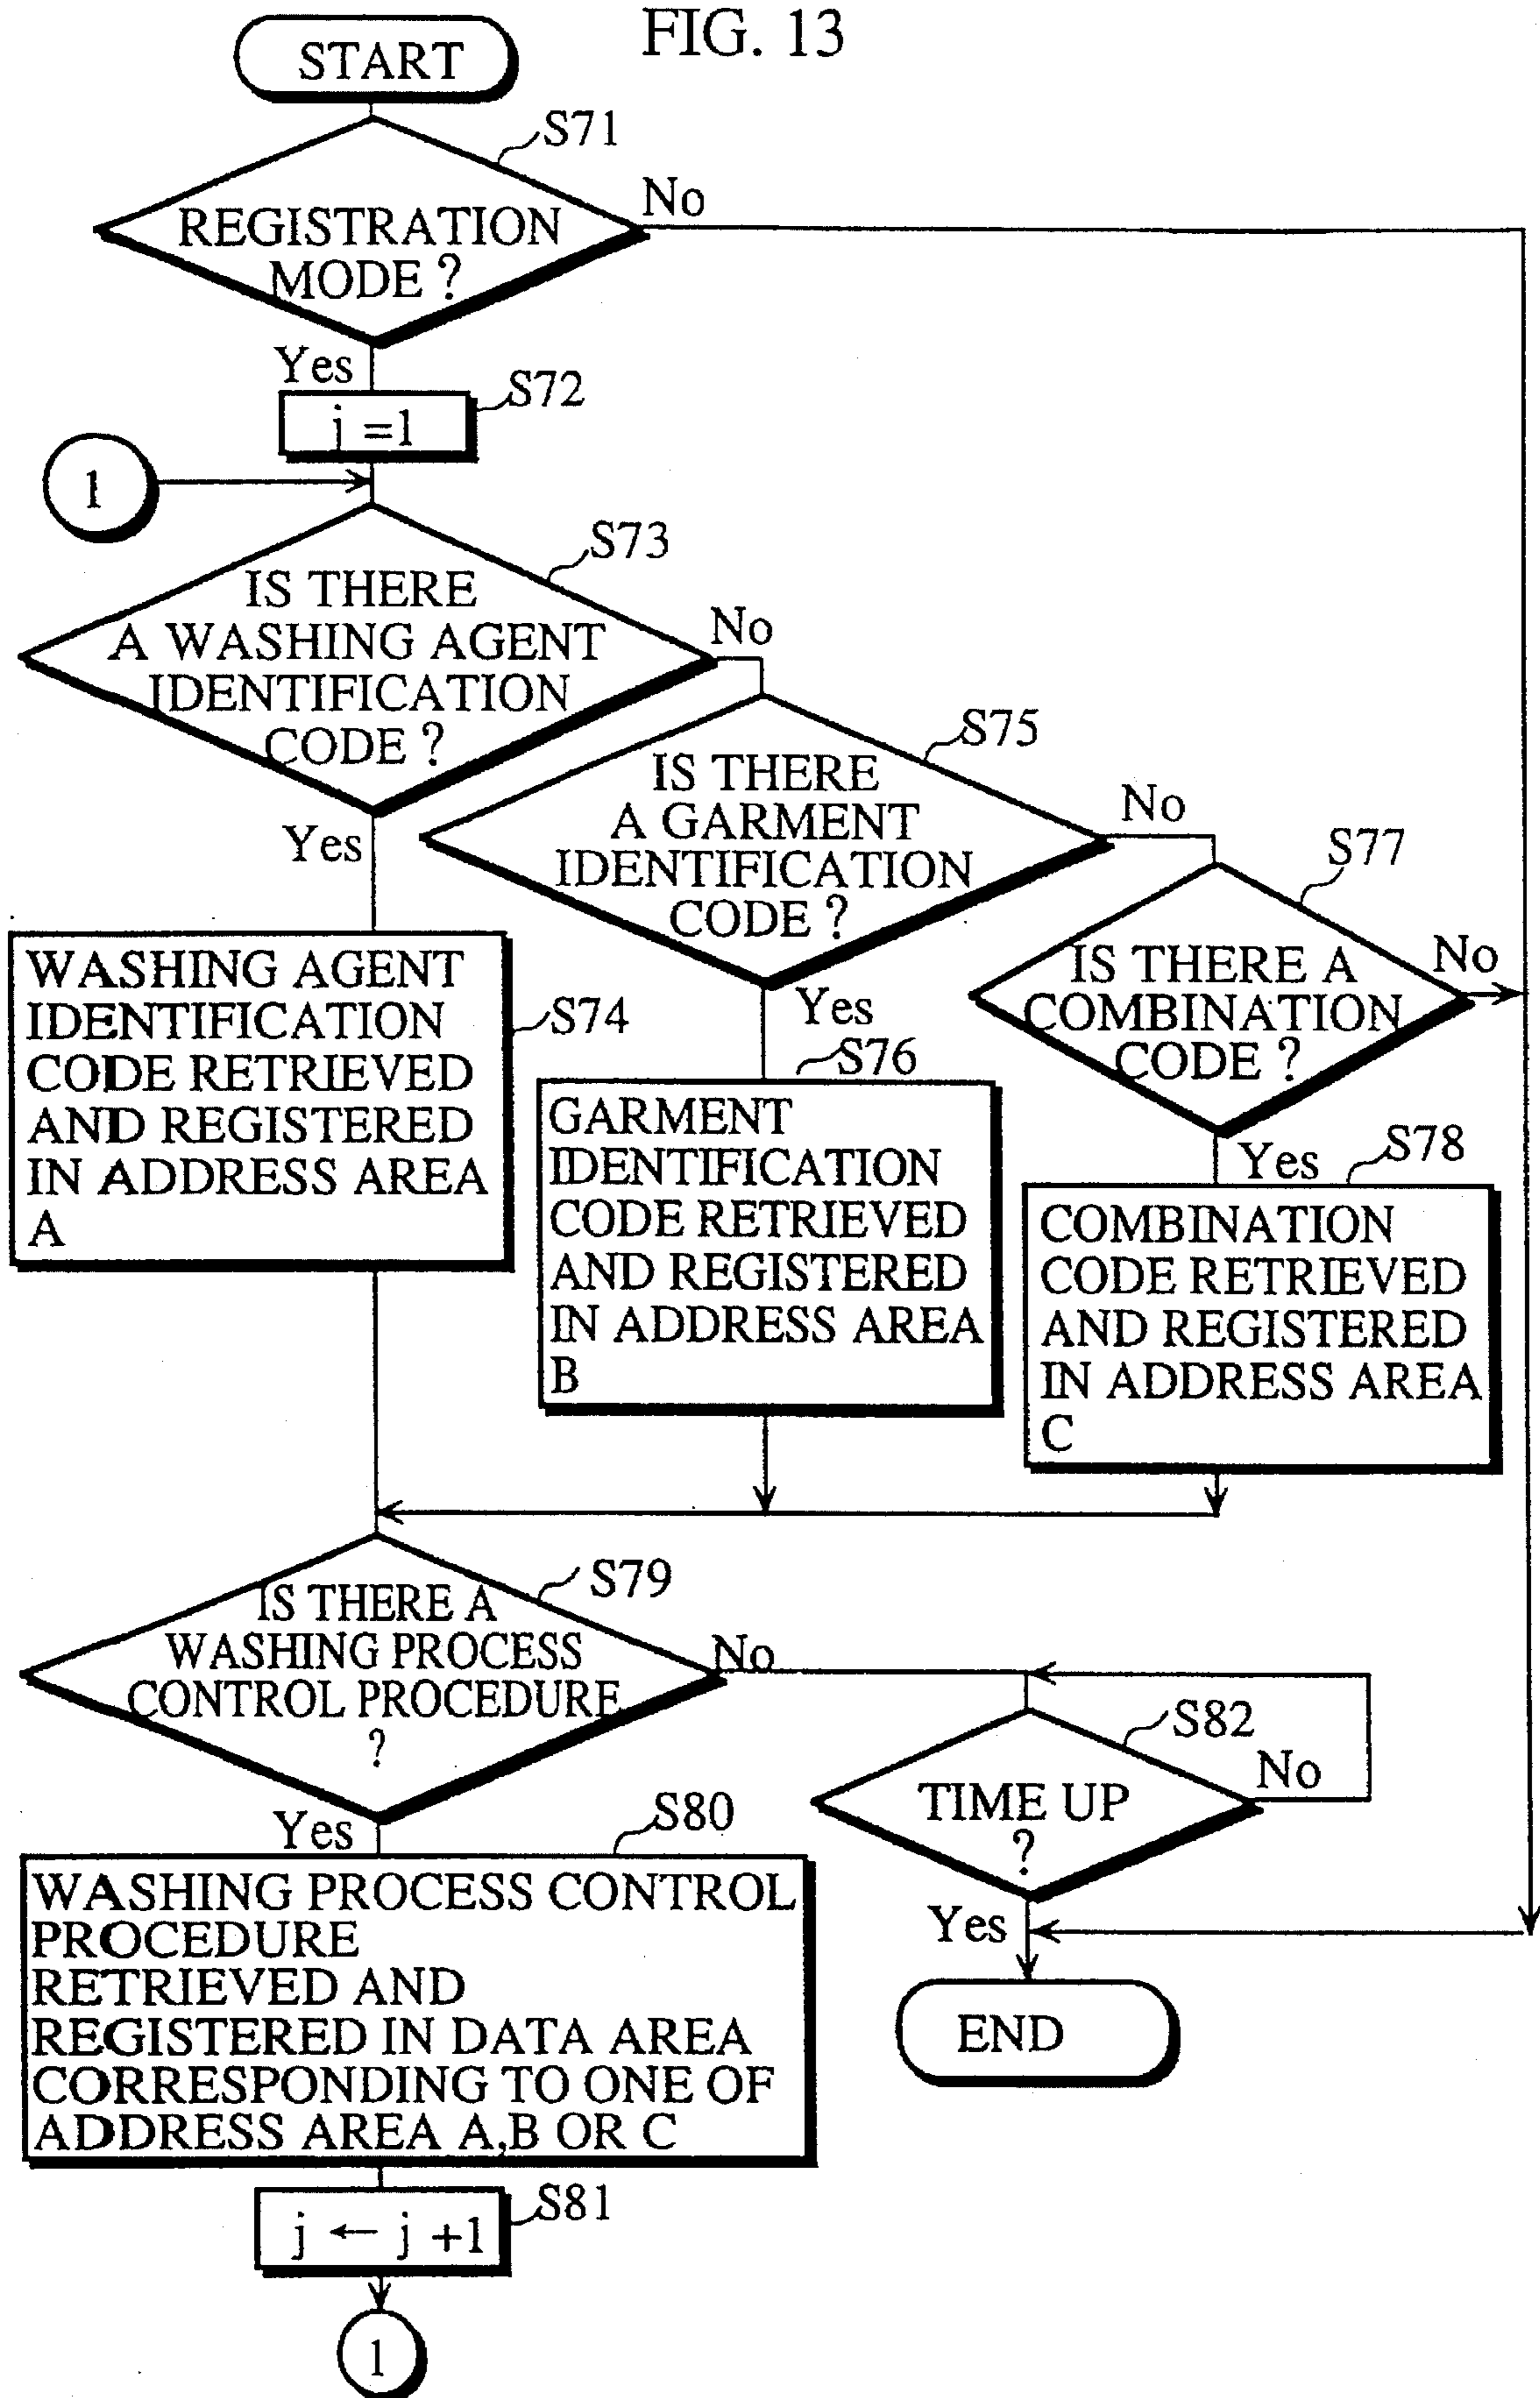 FIG. 13
START
S71
REGISTRATION
MODE ?
No
Yes
S72
j =1
1
S73
IS THERE
A WASHING AGENT
IDENTIFICATION
CODE ?
No
Yes
S75
IS THERE
A GARMENT
IDENTIFICATION
CODE ?
No
Yes
S77
IS THERE A
COMBINATION
CODE ?
No
Yes
S74
WASHING AGENT
IDENTIFICATION
CODE RETRIEVED
AND REGISTERED
IN ADDRESS AREA
A
S76
GARMENT
IDENTIFICATION
CODE RETRIEVED
AND REGISTERED
IN ADDRESS AREA
B
S78
COMBINATION
CODE RETRIEVED
AND REGISTERED
IN ADDRESS AREA
C
S79
IS THERE A
WASHING PROCESS
CONTROL PROCEDURE
?
No
Yes
S82
TIME UP
?
No
Yes
END
S80
WASHING PROCESS CONTROL
PROCEDURE
RETRIEVED AND
REGISTERED IN DATA AREA
CORRESPONDING TO ONE OF
ADDRESS AREA A,B OR C
S81
j ← j +1
1